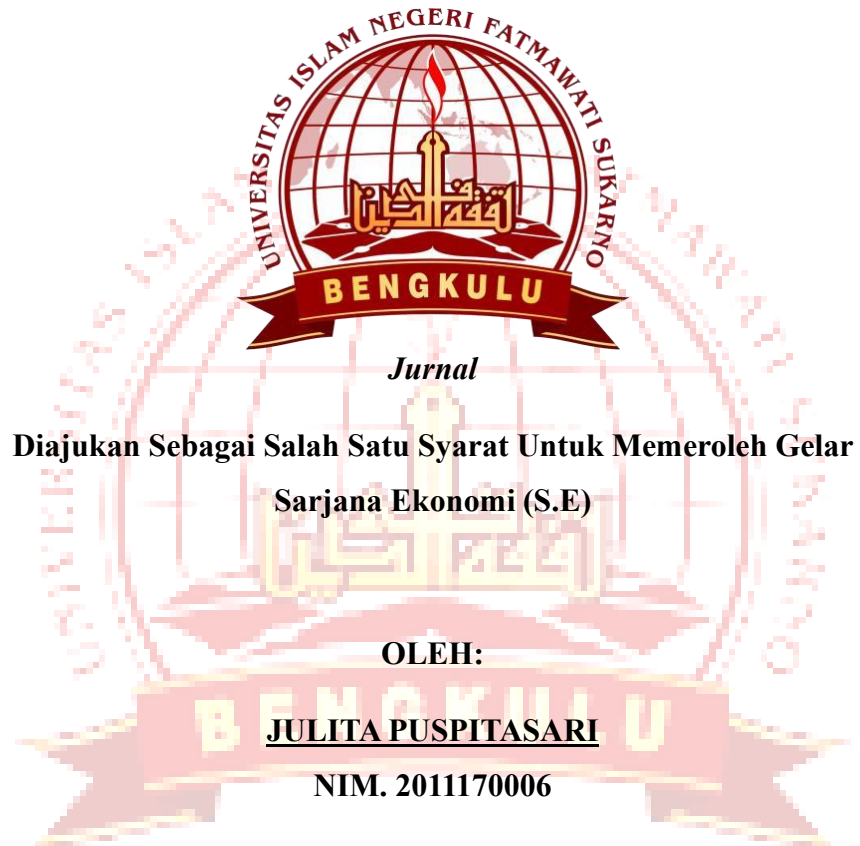 UNIVERSITAS ISLAM NEGERI FATMAWATI SUKARNO
BENGKULU
Jurnal
Diajukan Sebagai Salah Satu Syarat Untuk Memeroleh Gelar
Sarjana Ekonomi (S.E)
OLEH:
BENGKULU
JULITA PUSPITASARI
NIM. 2011170006